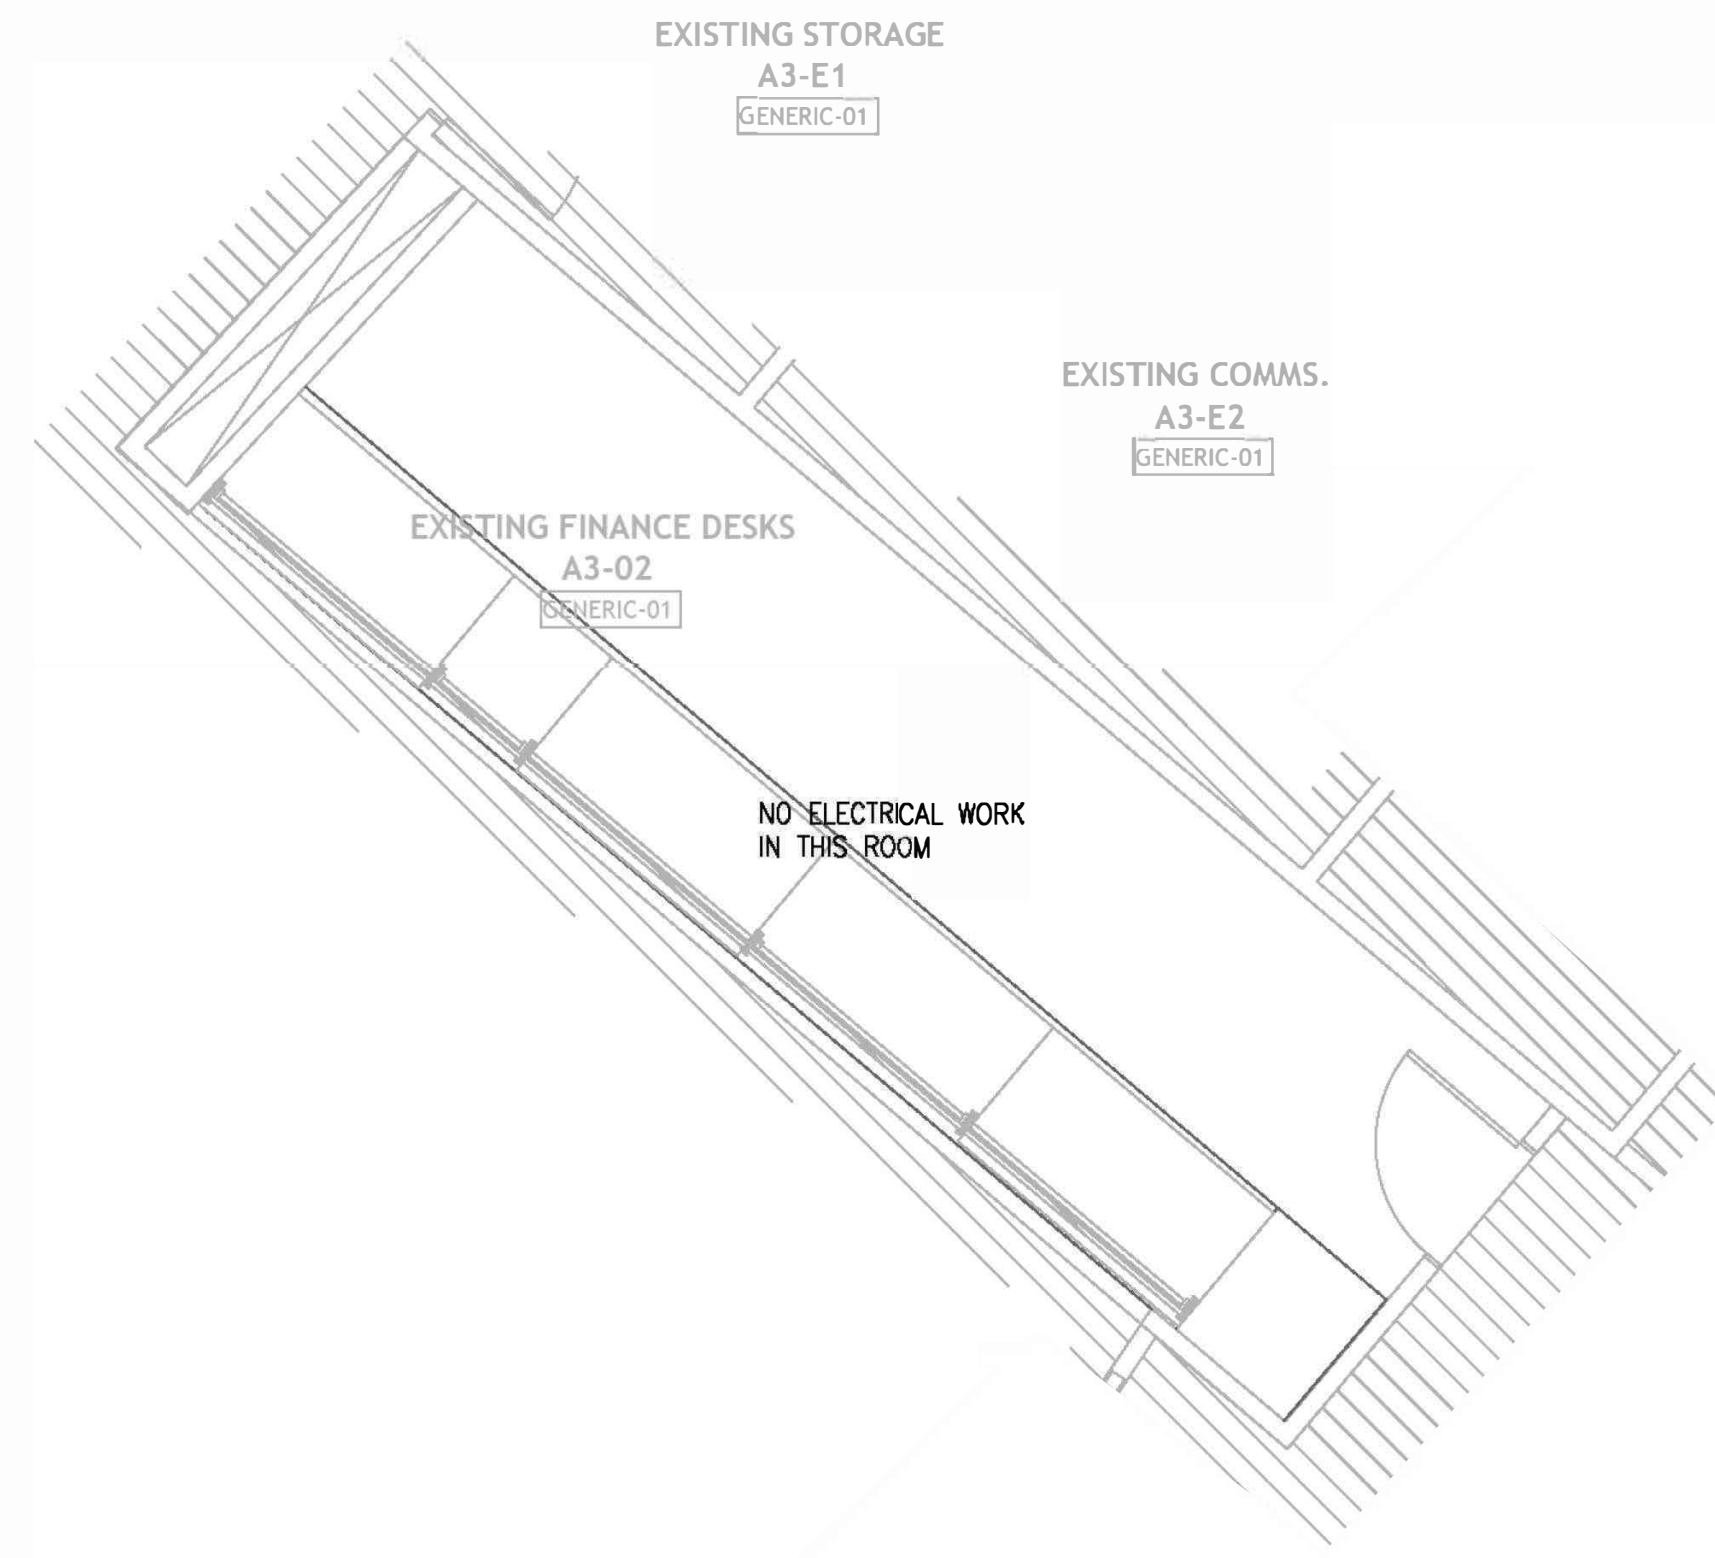 EXISTING STORAGE
A3-E1
GENERIC-01
EXISTING COMMS.
A3-E2
GENERIC-01
EXISTING FINANCE DESKS
A3-02
GENERIC-01
NO ELECTRICAL WORK
IN THIS ROOM